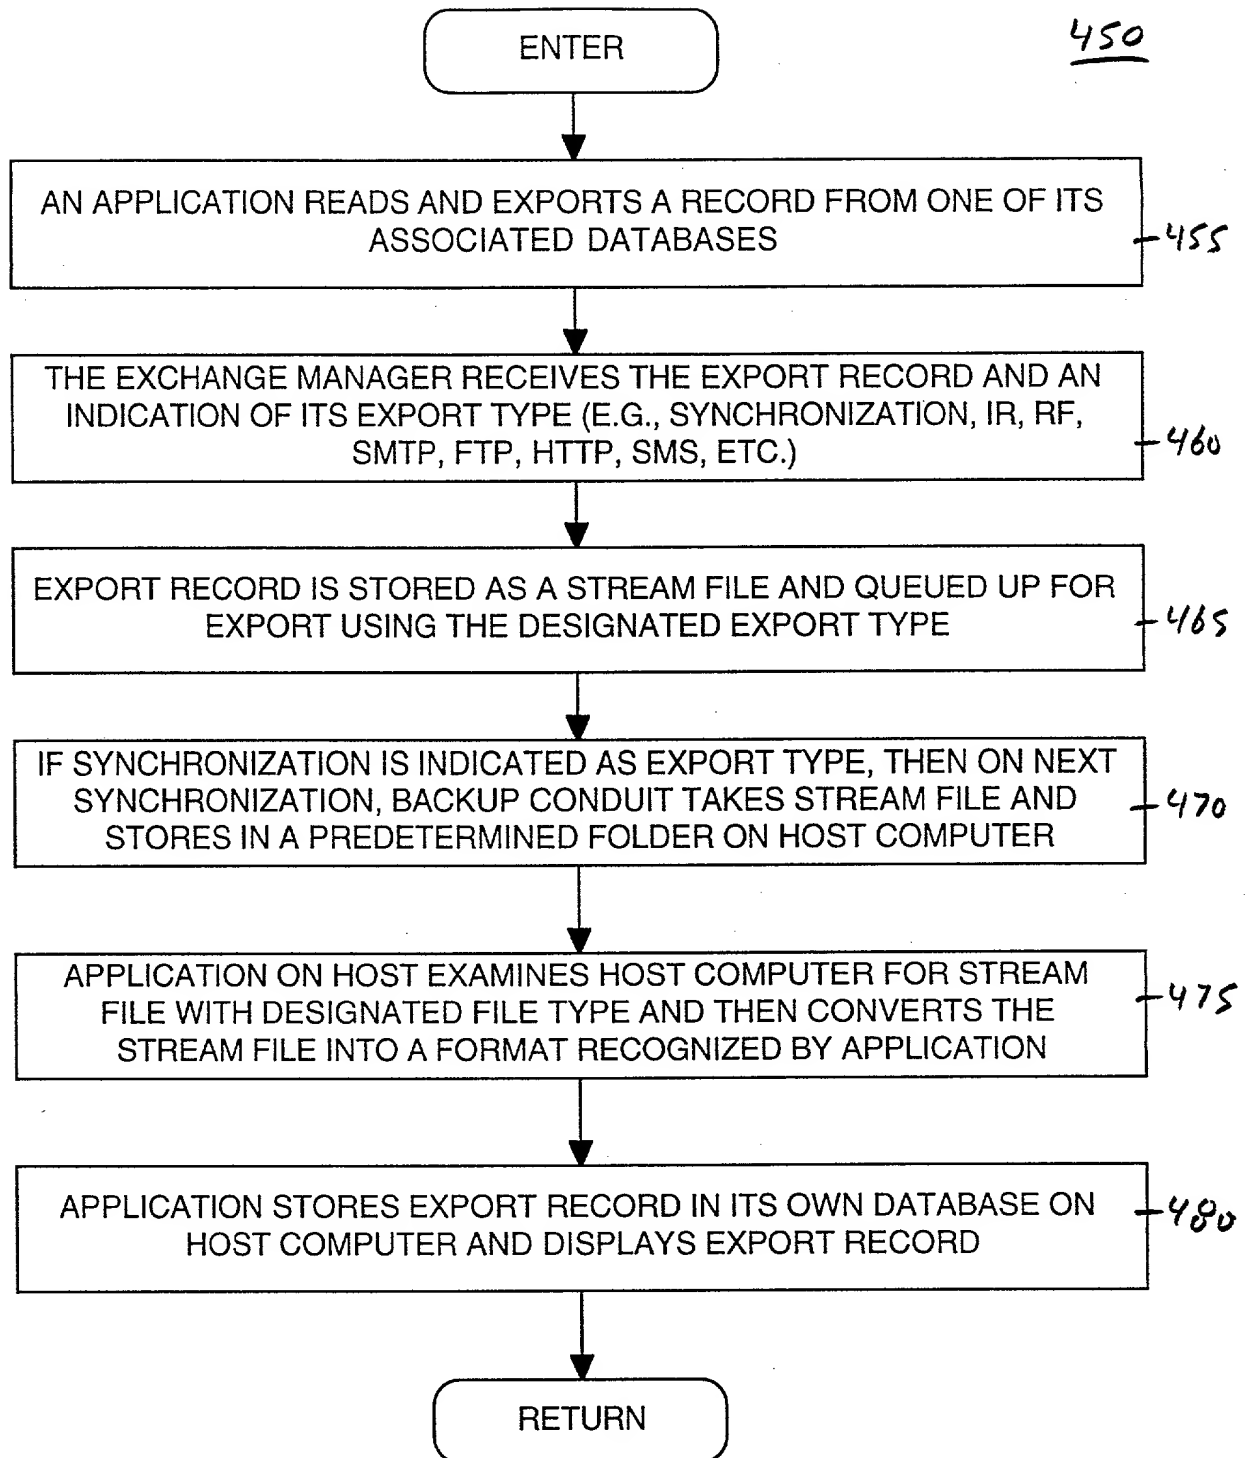 450
ENTER
AN APPLICATION READS AND EXPORTS A RECORD FROM ONE OF ITS
ASSOCIATED DATABASES
455
THE EXCHANGE MANAGER RECEIVES THE EXPORT RECORD AND AN
INDICATION OF ITS EXPORT TYPE (E.G., SYNCHRONIZATION, IR, RF,
SMTP, FTP, HTTP, SMS, ETC.)
460
EXPORT RECORD IS STORED AS A STREAM FILE AND QUEUED UP FOR
EXPORT USING THE DESIGNATED EXPORT TYPE
465
IF SYNCHRONIZATION IS INDICATED AS EXPORT TYPE, THEN ON NEXT
SYNCHRONIZATION, BACKUP CONDUIT TAKES STREAM FILE AND
STORES IN A PREDETERMINED FOLDER ON HOST COMPUTER
470
APPLICATION ON HOST EXAMINES HOST COMPUTER FOR STREAM
FILE WITH DESIGNATED FILE TYPE AND THEN CONVERTS THE
STREAM FILE INTO A FORMAT RECOGNIZED BY APPLICATION
475
APPLICATION STORES EXPORT RECORD IN ITS OWN DATABASE ON
HOST COMPUTER AND DISPLAYS EXPORT RECORD
480
RETURN